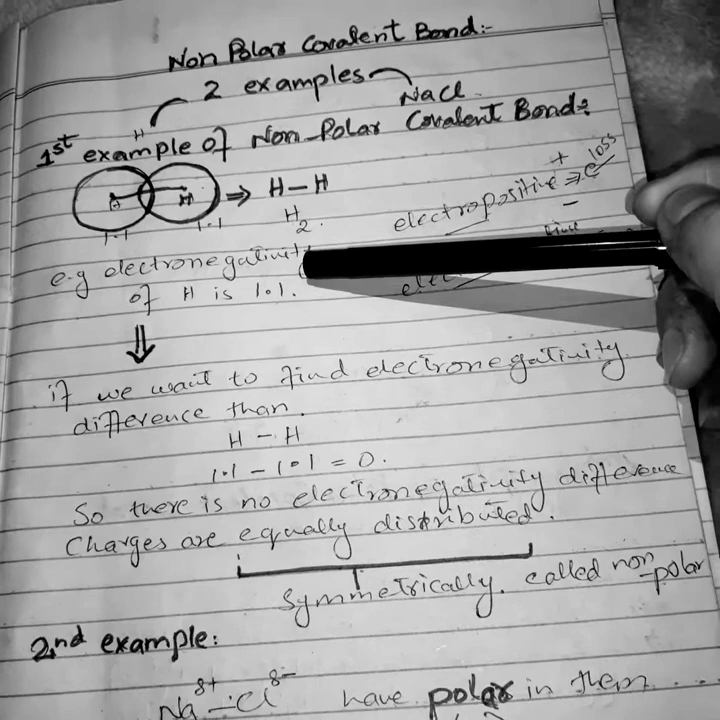 Non Polar Covalent Bond:-
2 examples
H NaCl.
1st example of Non-Polar Covalent Bond:
H H ⇒ H-H
H2.
1.1 1.1
electropositive ⇒ e loss
+
-
e.g electronegativity
of H is 1.1.
ele
⇓
if we want to find electronegativity
difference than.
H - H
1.1 - 1.1 = 0.
So there is no electronegativity difference
Charges are equally distributed.
Symmetrically. called non-polar
2nd example:
Na δ+ - Cl δ- have polar in them...